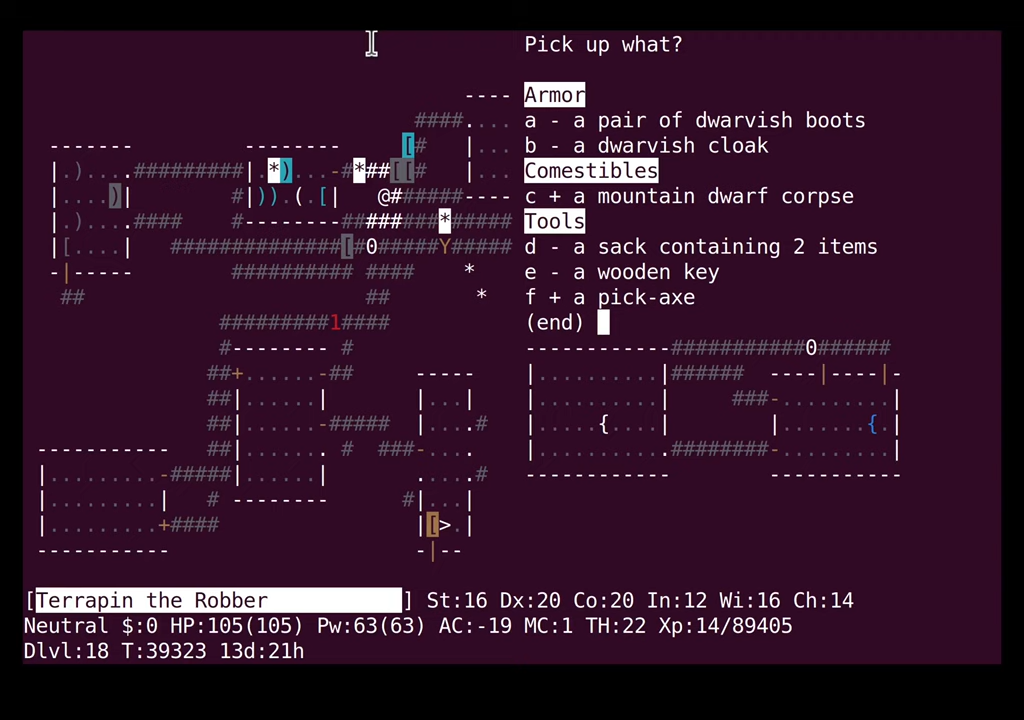 Pick up what?
Armor
a - a pair of dwarvish boots
b - a dwarvish cloak
Comestibles
c + a mountain dwarf corpse
Tools
d - a sack containing 2 items
e - a wooden key
f + a pick-axe
(end)
[Terrapin the Robber ] St:16 Dx:20 Co:20 In:12 Wi:16 Ch:14
Neutral $:0 HP:105(105) Pw:63(63) AC:-19 MC:1 TH:22 Xp:14/89405
Dlvl:18 T:39323 13d:21h